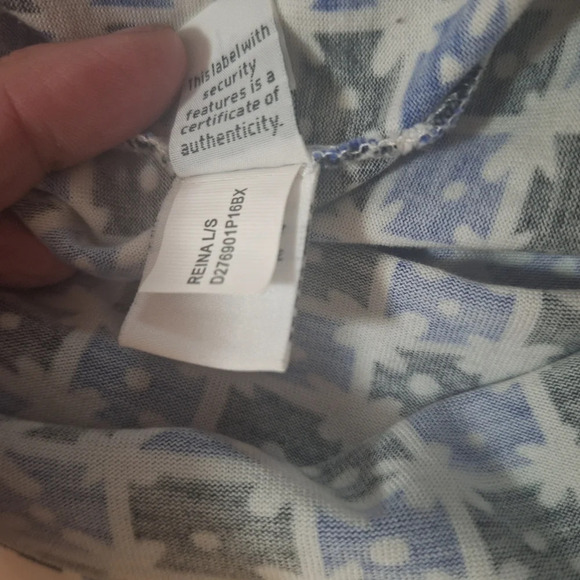 This label with
security
features is a
certificate of
authenticity.
REINA L/S
D276901P16BX